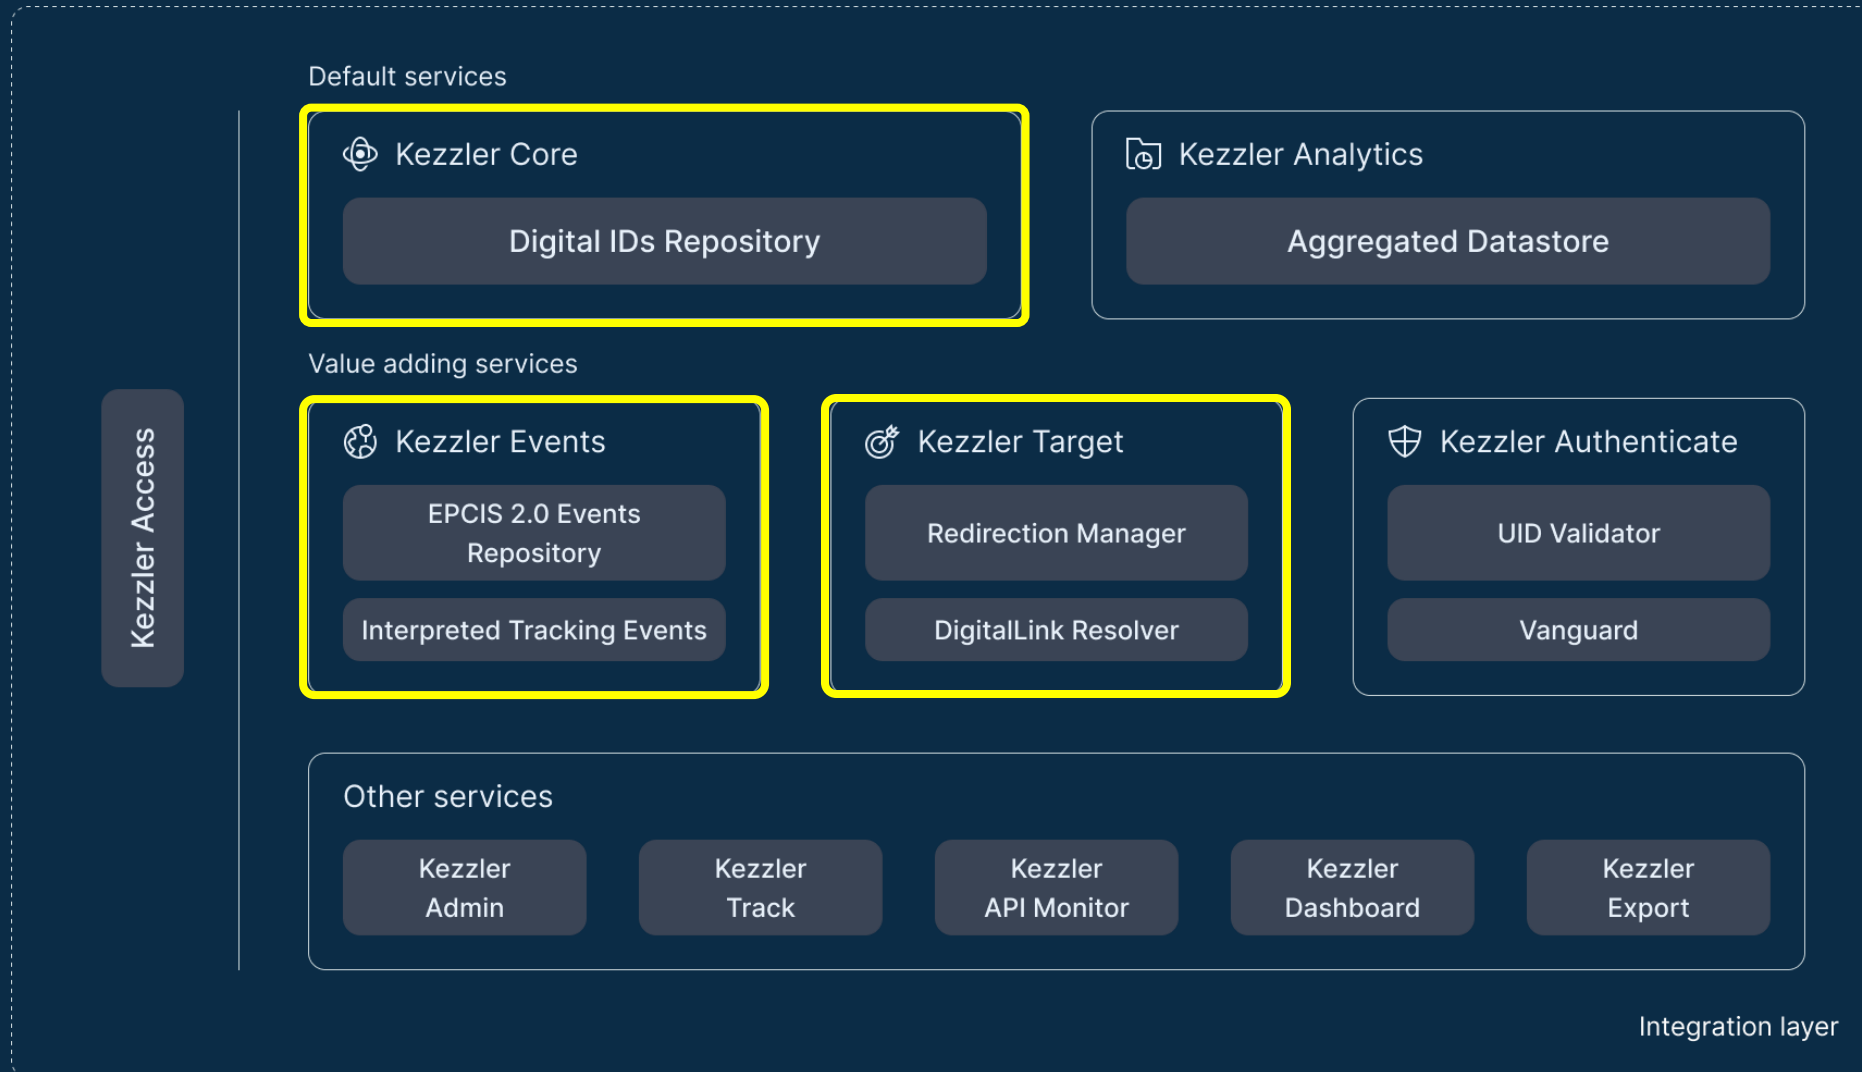 Default services
Kezzler Core
Digital IDs Repository
Kezzler Analytics
Aggregated Datastore
Value adding services
Kezzler Access
Kezzler Events
EPCIS 2.0 Events
Repository
Interpreted Tracking Events
Kezzler Target
Redirection Manager
DigitalLink Resolver
Kezzler Authenticate
UID Validator
Vanguard
Other services
Kezzler
Admin
Kezzler
Track
Kezzler
API Monitor
Kezzler
Dashboard
Kezzler
Export
Integration layer